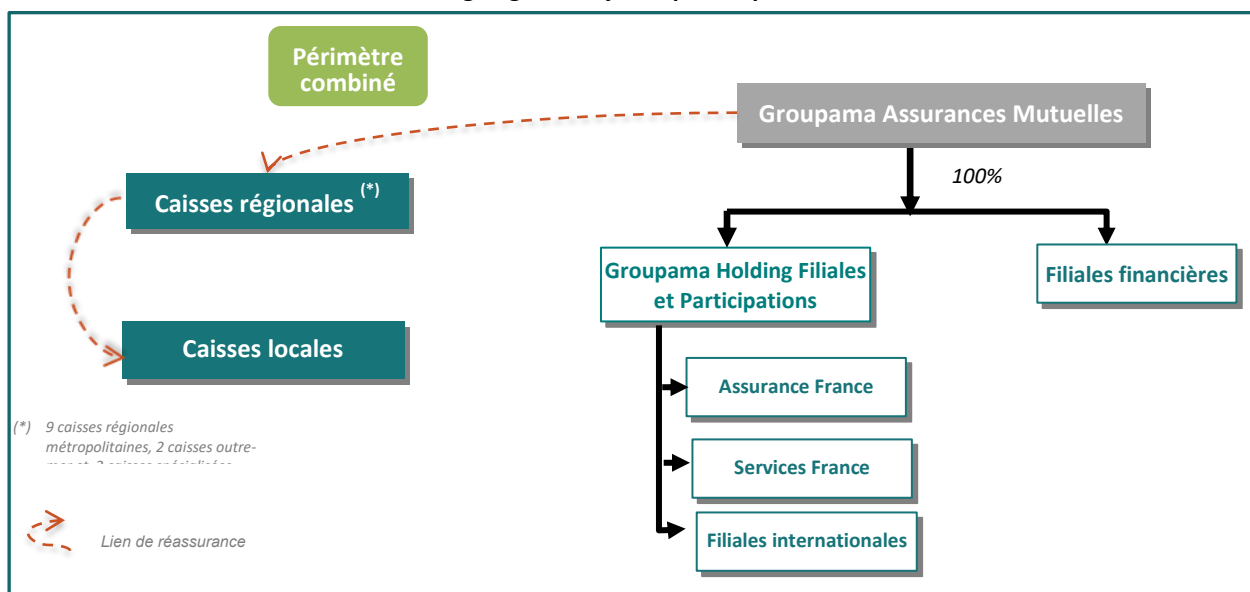 Périmètre
combiné
Groupama Assurances Mutuelles
100%
Caisses régionales (*)
Groupama Holding Filiales
et Participations
Filiales financières
Caisses locales
Assurance France
(*) 9 caisses régionales
métropolitaines, 2 caisses outre-
Services France
Lien de réassurance
Filiales internationales